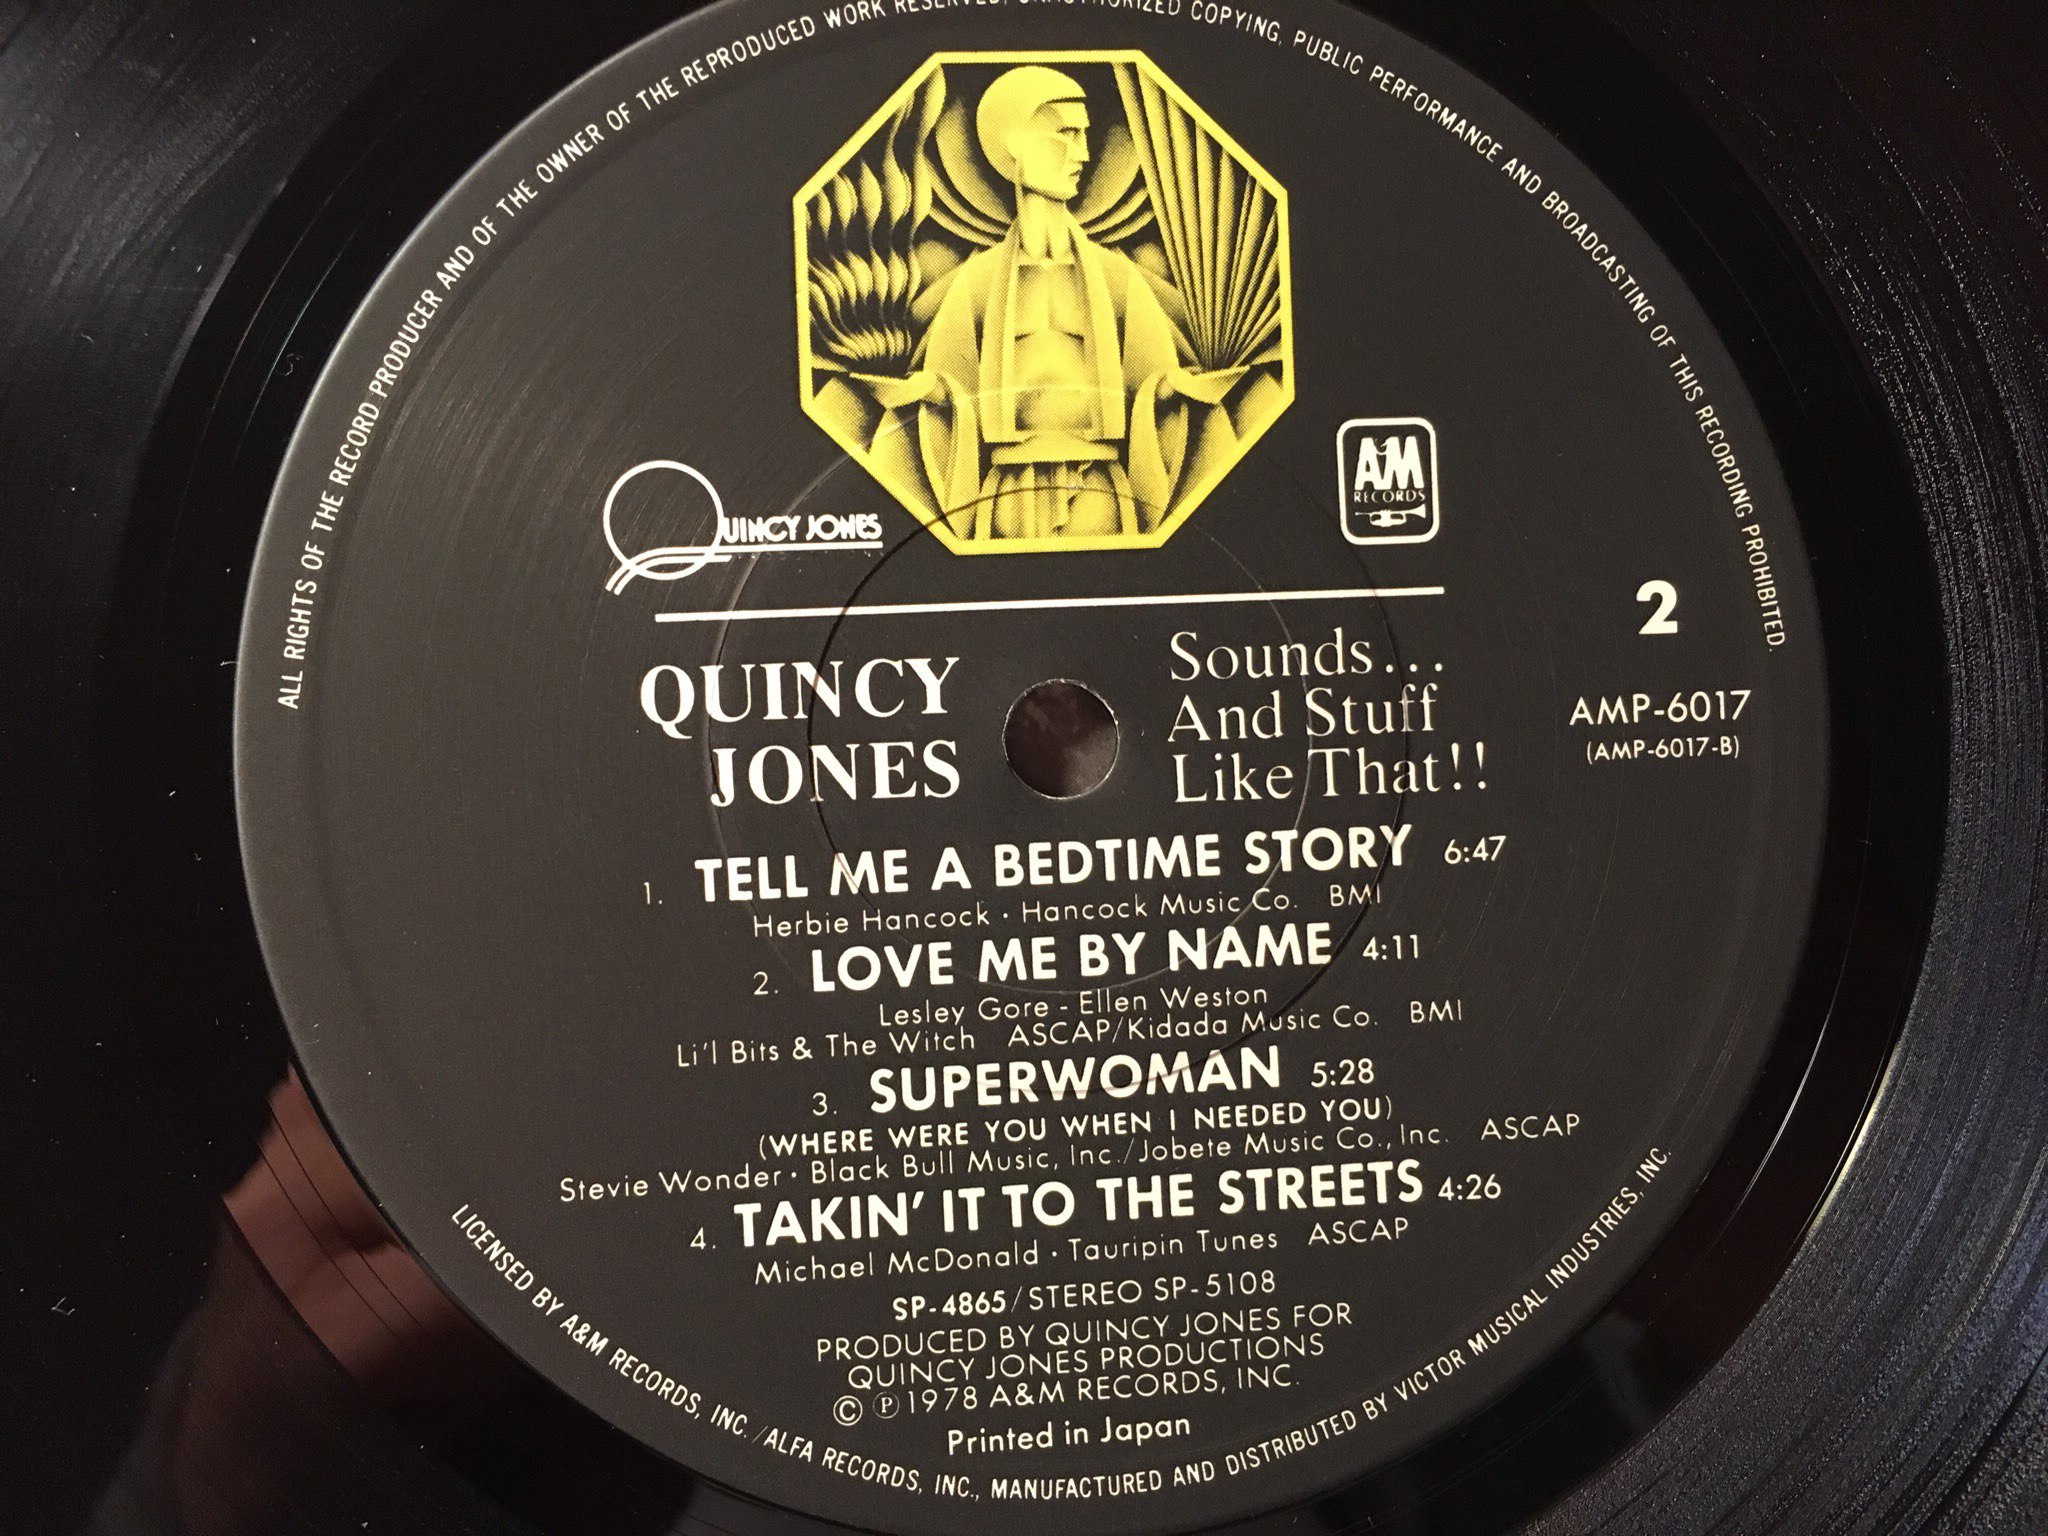 ALL RIGHTS OF THE RECORD PRODUCER AND OF THE OWNER OF THE REPRODUCED WORK RESERVED. UNAUTHORIZED COPYING, PUBLIC PERFORMANCE AND BROADCASTING OF THIS RECORDING PROHIBITED.
QUINCY JONES
A&M
RECORDS
2
QUINCY
JONES
Sounds...
And Stuff
Like That!!
AMP-6017
(AMP-6017-B)
1. TELL ME A BEDTIME STORY 6:47
Herbie Hancock · Hancock Music Co. BMI
2. LOVE ME BY NAME 4:11
Lesley Gore - Ellen Weston
Li'l Bits & The Witch ASCAP/Kidada Music Co. BMI
3. SUPERWOMAN 5:28
(WHERE WERE YOU WHEN I NEEDED YOU)
Stevie Wonder · Black Bull Music, Inc./Jobete Music Co., Inc. ASCAP
4. TAKIN' IT TO THE STREETS 4:26
Michael McDonald · Tauripin Tunes ASCAP
SP-4865/STEREO SP-5108
PRODUCED BY QUINCY JONES FOR
QUINCY JONES PRODUCTIONS
© ℗ 1978 A&M RECORDS, INC.
Printed in Japan
LICENSED BY A&M RECORDS, INC./ALFA RECORDS, INC., MANUFACTURED AND DISTRIBUTED BY VICTOR MUSICAL INDUSTRIES, INC.